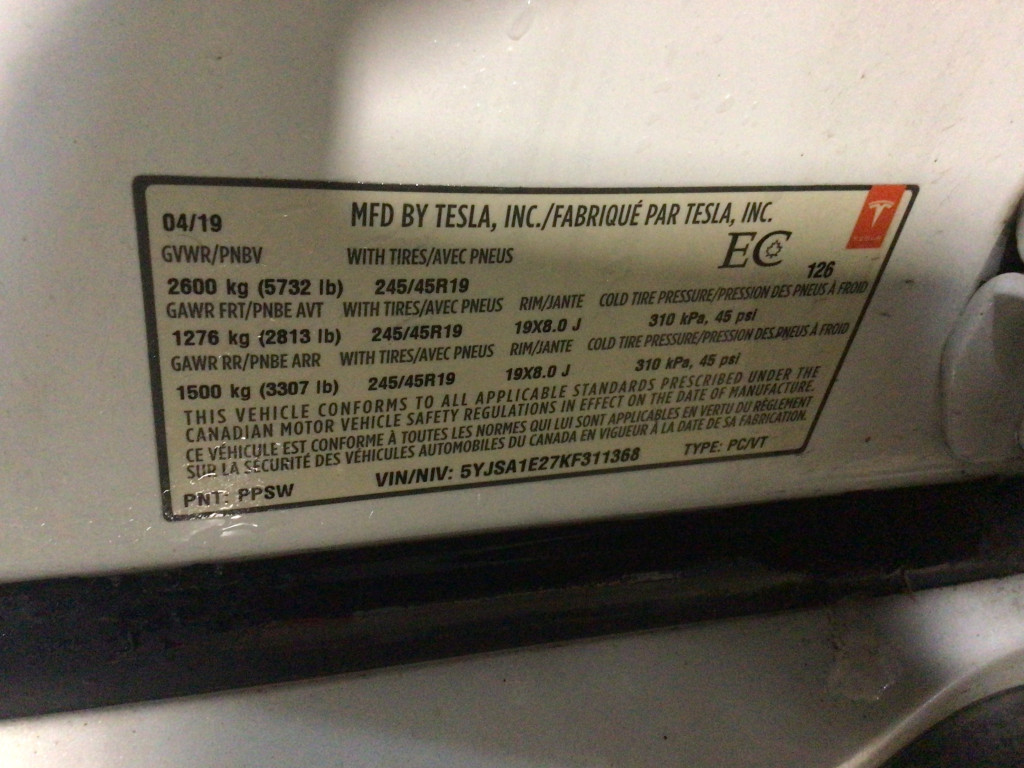 04/19 MFD BY TESLA, INC./FABRIQUÉ PAR TESLA, INC.
TESLA
GVWR/PNBV WITH TIRES/AVEC PNEUS EC 126
2600 kg (5732 lb) 245/45R19
GAWR FRT/PNBE AVT WITH TIRES/AVEC PNEUS RIM/JANTE COLD TIRE PRESSURE/PRESSION DES PNEUS À FROID
1276 kg (2813 lb) 245/45R19 19X8.0 J 310 kPa, 45 psi
GAWR RR/PNBE ARR WITH TIRES/AVEC PNEUS RIM/JANTE COLD TIRE PRESSURE/PRESSION DES PNEUS À FROID
1500 kg (3307 lb) 245/45R19 19X8.0 J 310 kPa, 45 psi
THIS VEHICLE CONFORMS TO ALL APPLICABLE STANDARDS PRESCRIBED UNDER THE
CANADIAN MOTOR VEHICLE SAFETY REGULATIONS IN EFFECT ON THE DATE OF MANUFACTURE.
CE VÉHICULE EST CONFORME À TOUTES LES NORMES QUI LUI SONT APPLICABLES EN VERTU DU RÈGLEMENT
SUR LA SÉCURITÉ DES VÉHICULES AUTOMOBILES DU CANADA EN VIGUEUR À LA DATE DE SA FABRICATION.
PNT: PPSW VIN/NIV: 5YJSA1E27KF311368 TYPE: PC/VT